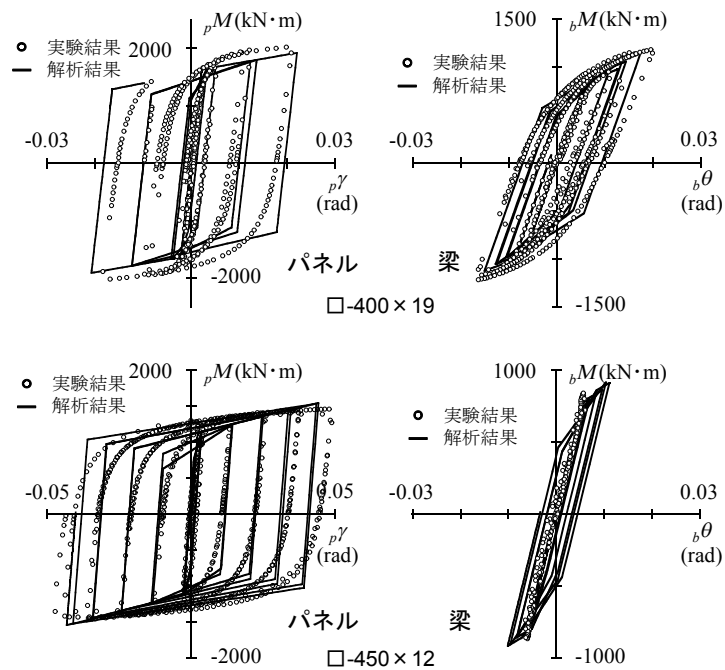 pM(kN·m)
2000
実験結果
解析結果
-0.03
0.03
pγ
(rad)
-2000
パネル
bM(kN·m)
1500
実験結果
解析結果
-0.03
0.03
bθ
(rad)
-1500
梁
□-400×19
pM(kN·m)
2000
実験結果
解析結果
-0.05
0.05
pγ
(rad)
-2000
パネル
bM(kN·m)
1000
実験結果
解析結果
-0.03
0.03
bθ
(rad)
-1000
梁
□-450×12